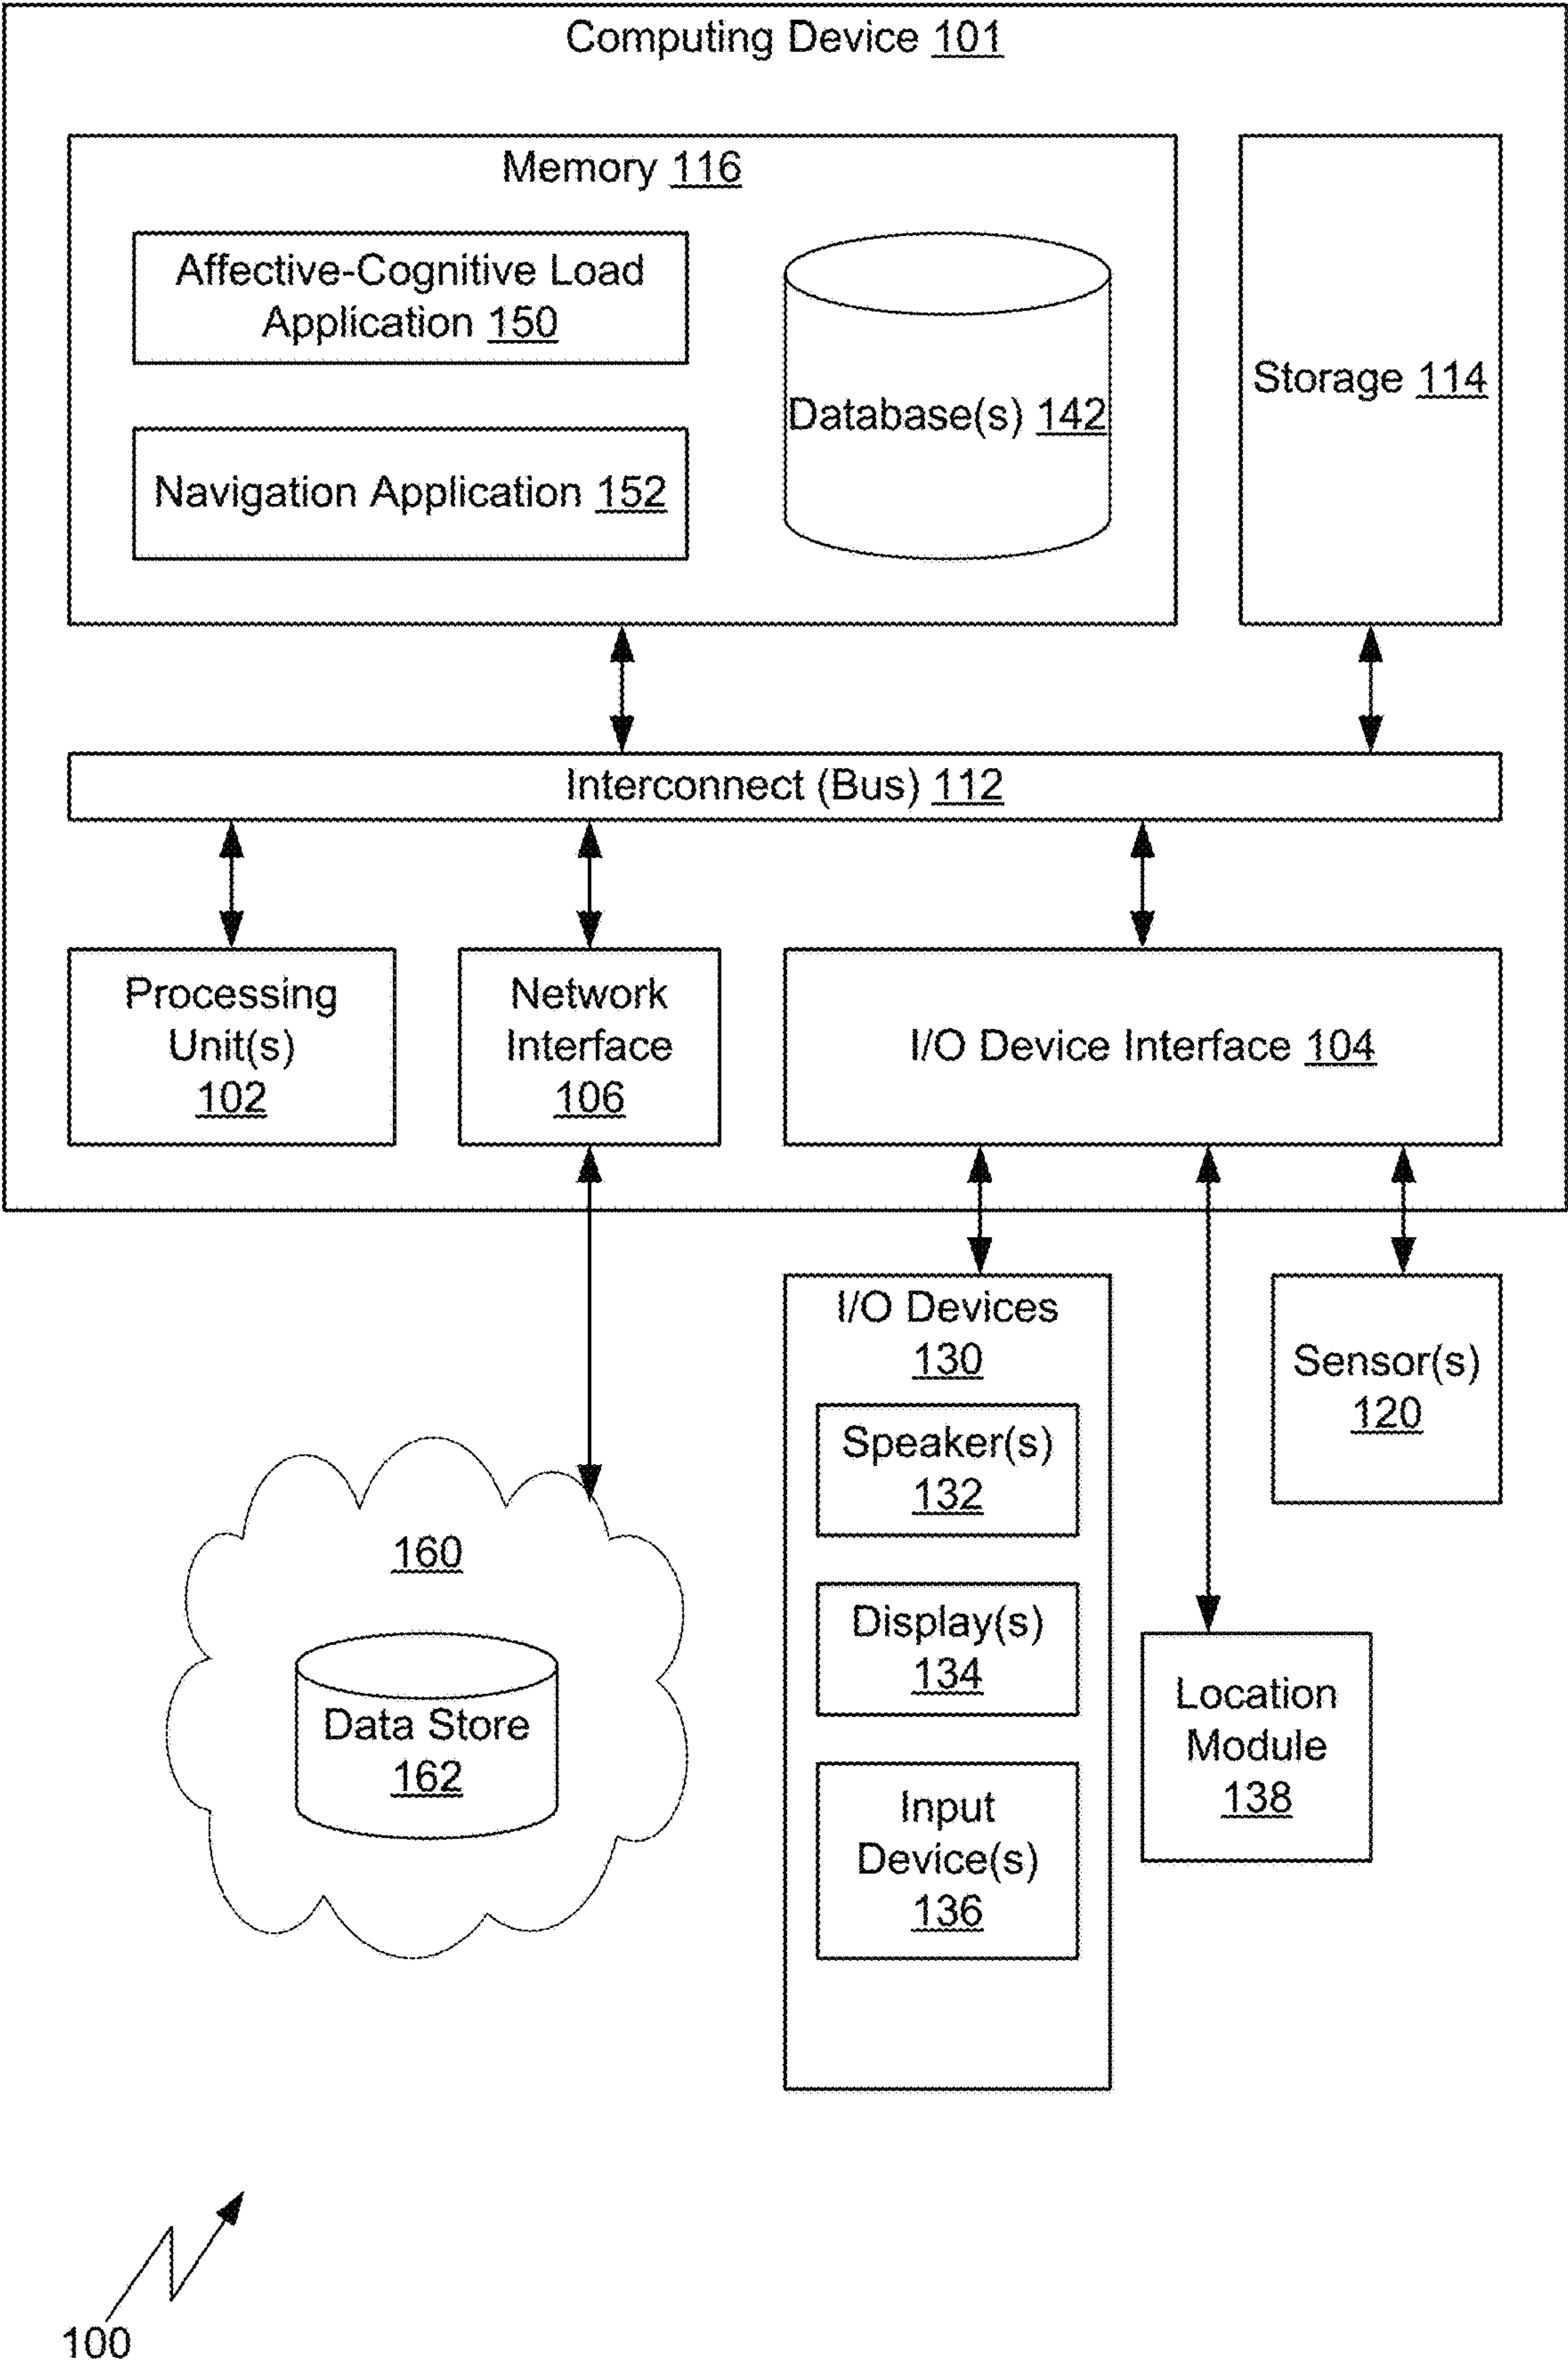 Computing Device 101
Memory 116
Affective-Cognitive Load
Application 150
Navigation Application 152
Database(s) 142
Storage 114
Interconnect (Bus) 112
Processing
Unit(s)
102
Network
Interface
106
I/O Device Interface 104
I/O Devices
130
Speaker(s)
132
Display(s)
134
Input
Device(s)
136
Sensor(s)
120
Location
Module
138
160
Data Store
162
100